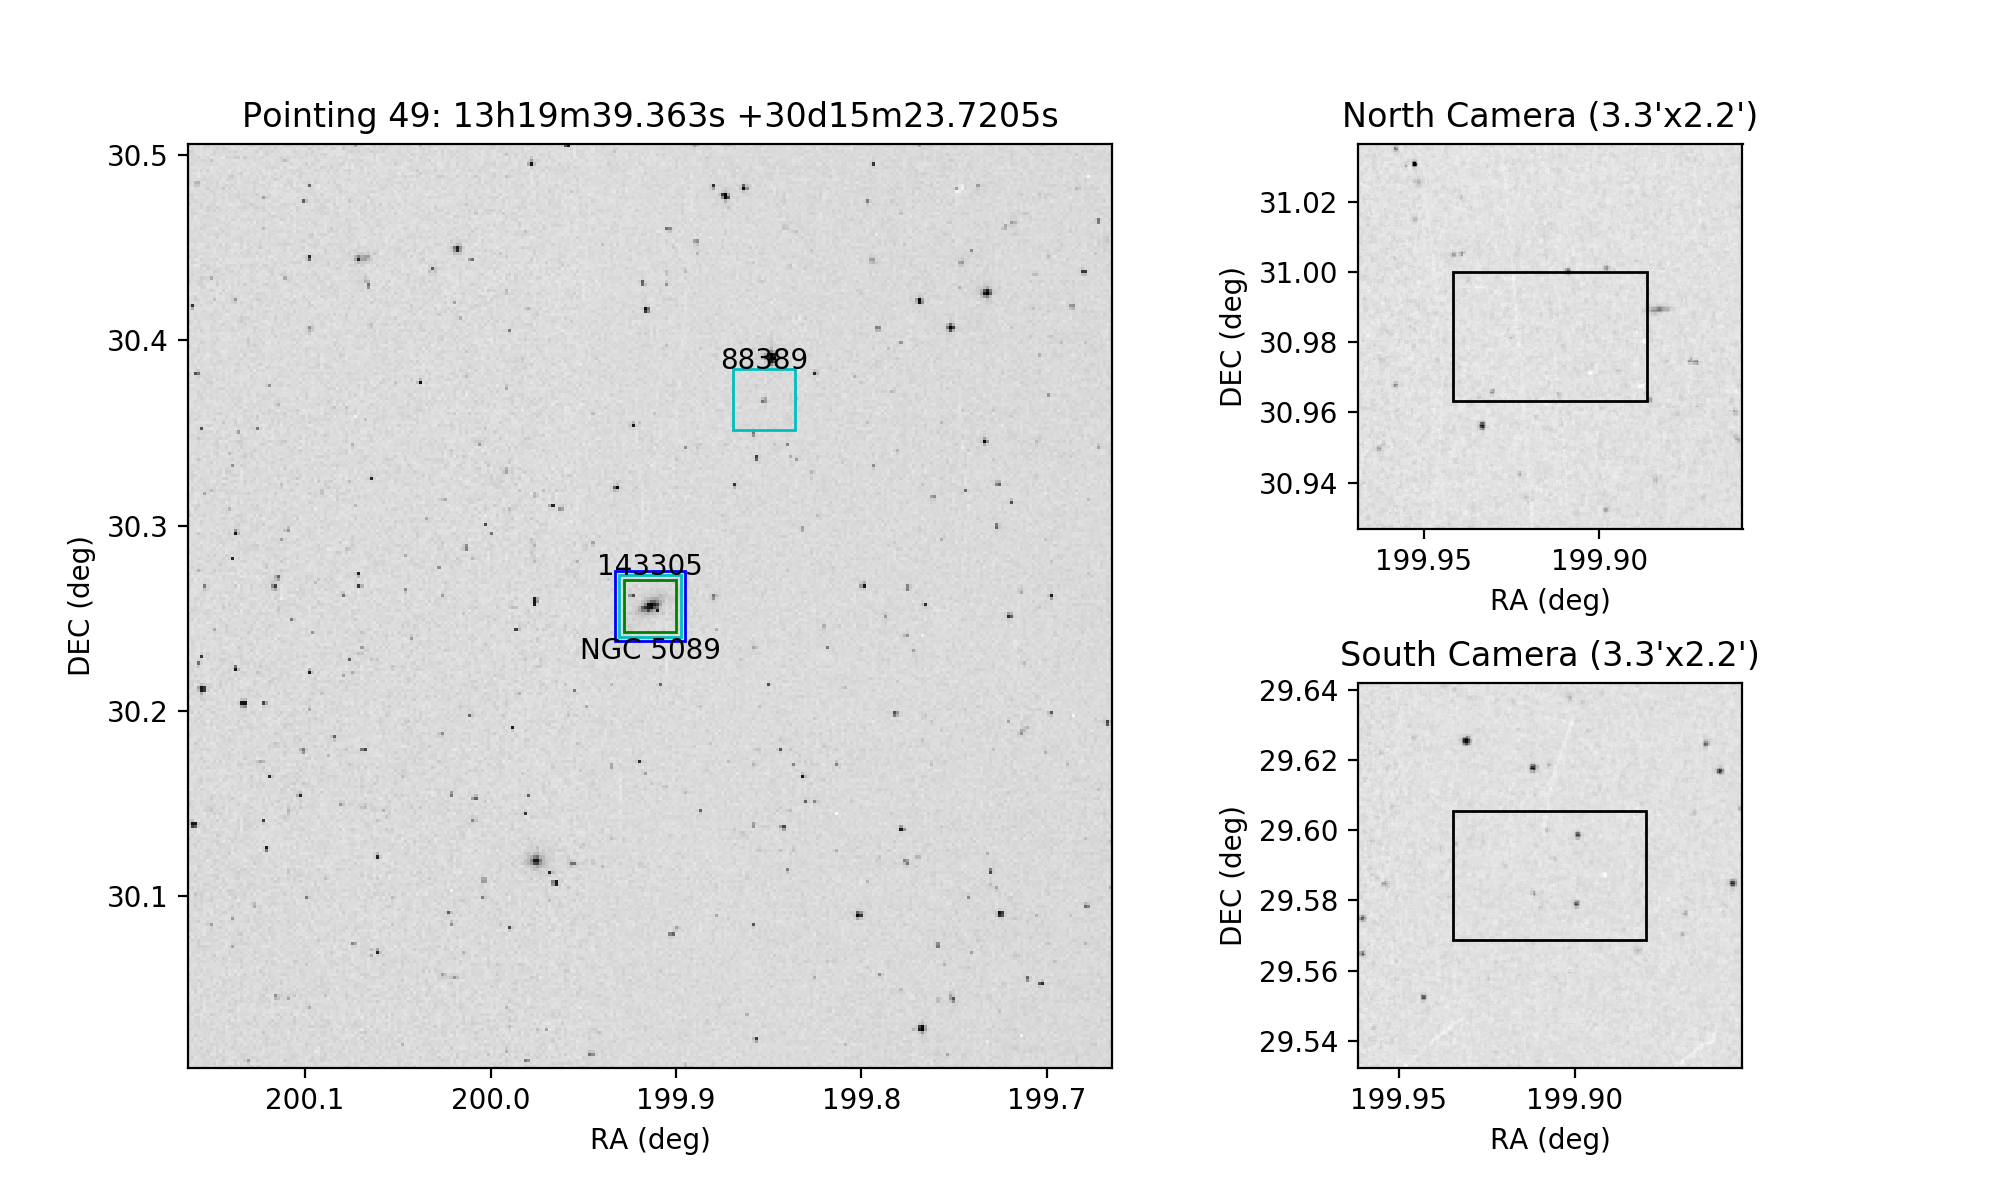 Pointing 49: 13h19m39.363s +30d15m23.7205s
30.5
30.4
30.3
30.2
30.1
DEC (deg)
88389
143305
NGC 5089
200.1 200.0 199.9 199.8 199.7
RA (deg)
North Camera (3.3'x2.2')
31.02
31.00
30.98
30.96
30.94
DEC (deg)
199.95 199.90
RA (deg)
South Camera (3.3'x2.2')
29.64
29.62
29.60
29.58
29.56
29.54
DEC (deg)
199.95 199.90
RA (deg)